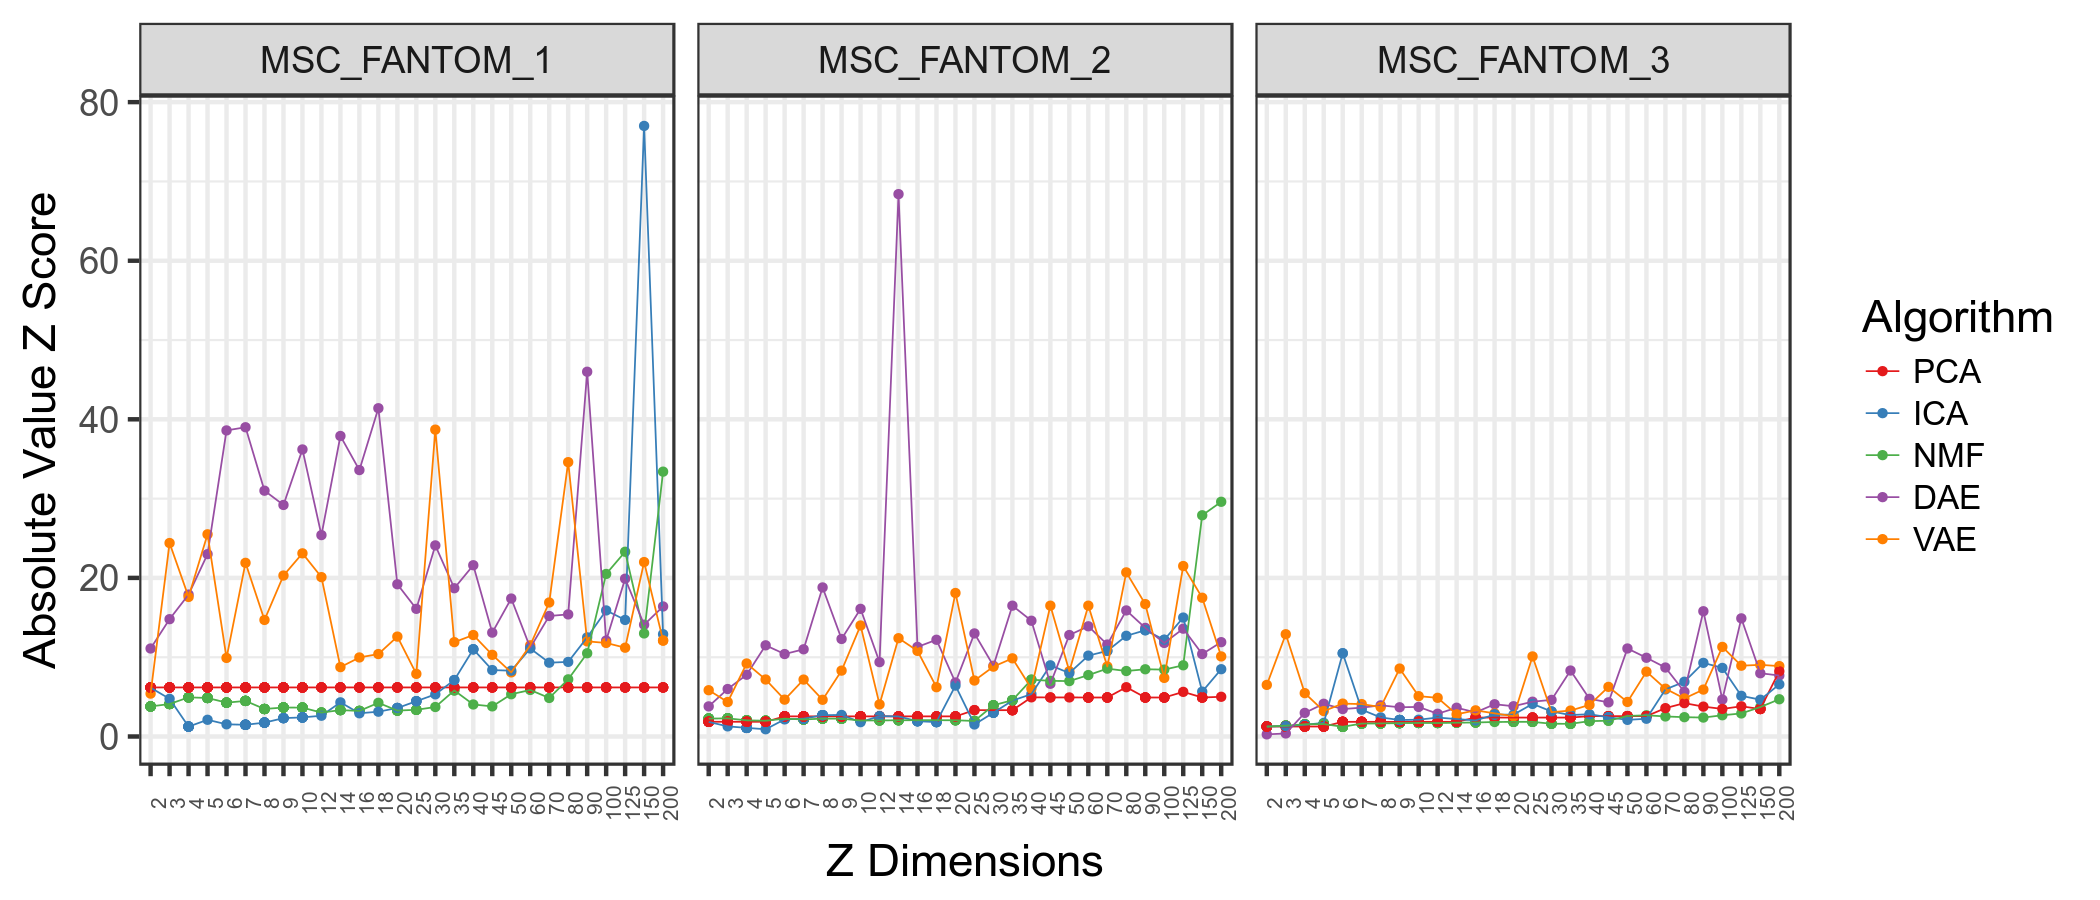 MSC_FANTOM_1 MSC_FANTOM_2 MSC_FANTOM_3
80
60
40
20
0
Absolute Value Z Score
2 3 4 5 6 7 8 9 10 12 14 16 18 20 25 30 35 40 45 50 60 70 80 90 100 125 150 200
2 3 4 5 6 7 8 9 10 12 14 16 18 20 25 30 35 40 45 50 60 70 80 90 100 125 150 200
2 3 4 5 6 7 8 9 10 12 14 16 18 20 25 30 35 40 45 50 60 70 80 90 100 125 150 200
Z Dimensions
Algorithm
PCA
ICA
NMF
DAE
VAE